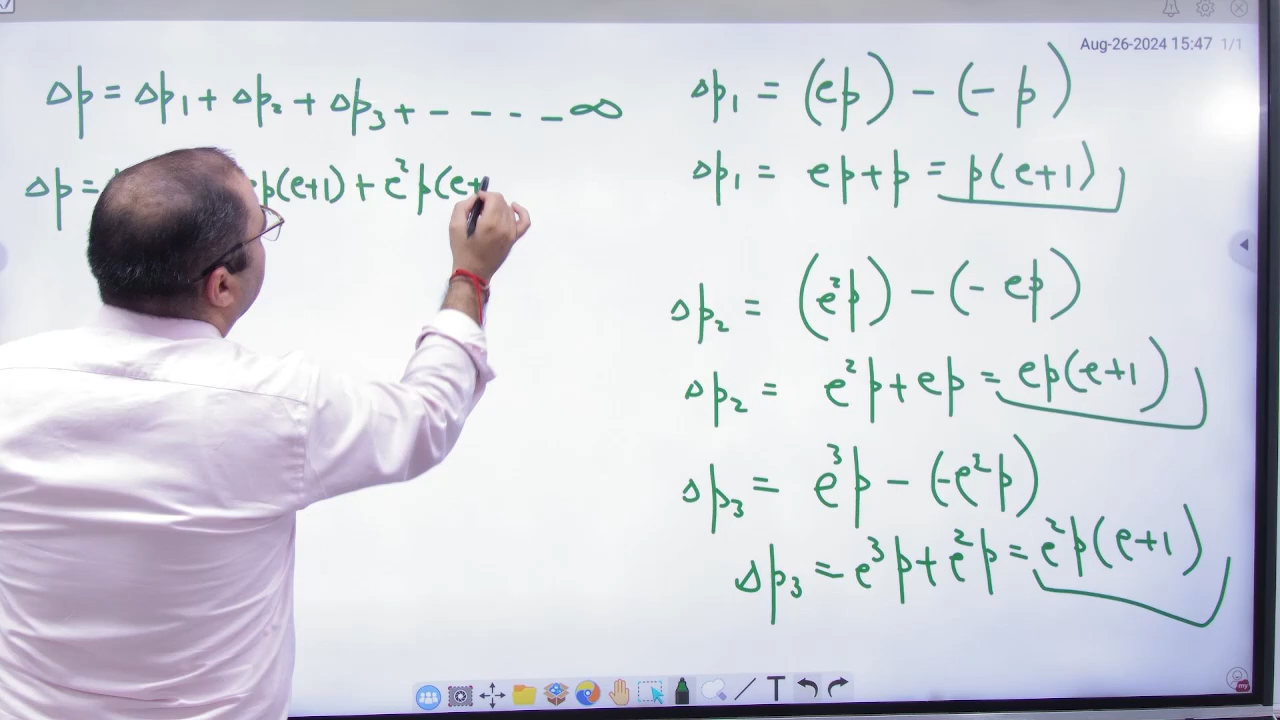 Aug-26-2024 15:47 1/1
Δp = Δp₁ + Δp₂ + Δp₃ + - - - - ∞
Δp = p(e+1) + e²p(e+
Δp₁ = (ep) - (- p)
Δp₁ = ep + p = p(e+1)
Δp₂ = (e²p) - (- ep)
Δp₂ = e²p + ep = ep(e+1)
Δp₃ = e³p - (-e²p)
Δp₃ = e³p + e²p = e²p(e+1)
T
my